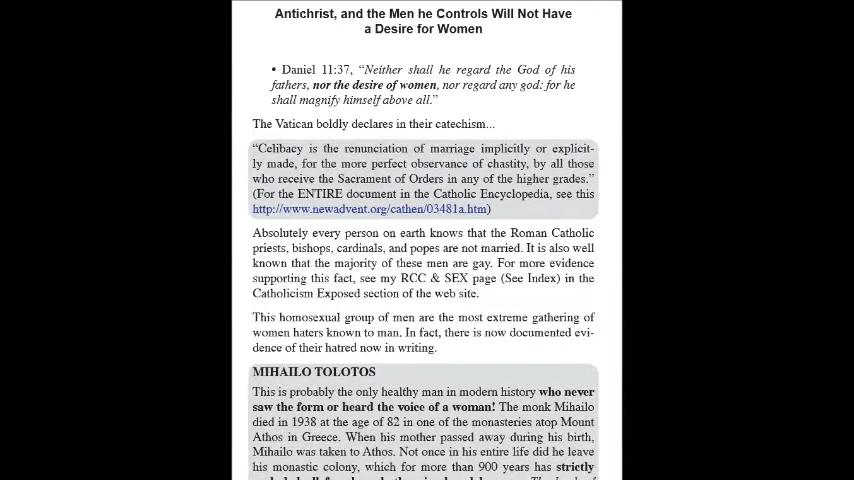 Antichrist, and the Men he Controls Will Not Have
a Desire for Women
• Daniel 11:37, “Neither shall he regard the God of his
fathers, nor the desire of women, nor regard any god: for he
shall magnify himself above all.”
The Vatican boldly declares in their catechism...
“Celibacy is the renunciation of marriage implicitly or explicit-
ly made, for the more perfect observance of chastity, by all those
who receive the Sacrament of Orders in any of the higher grades.”
(For the ENTIRE document in the Catholic Encyclopedia, see this
http://www.newadvent.org/cathen/03481a.htm)
Absolutely every person on earth knows that the Roman Catholic
priests, bishops, cardinals, and popes are not married. It is also well
known that the majority of these men are gay. For more evidence
supporting this fact, see my RCC & SEX page (See Index) in the
Catholicism Exposed section of the web site.
This homosexual group of men are the most extreme gathering of
women haters known to man. In fact, there is now documented evi-
dence of their hatred now in writing.
MIHAILO TOLOTOS
This is probably the only healthy man in modern history who never
saw the form or heard the voice of a woman! The monk Mihailo
died in 1938 at the age of 82 in one of the monasteries atop Mount
Athos in Greece. When his mother passed away during his birth,
Mihailo was taken to Athos. Not once in his entire life did he leave
his monastic colony, which for more than 900 years has strictly